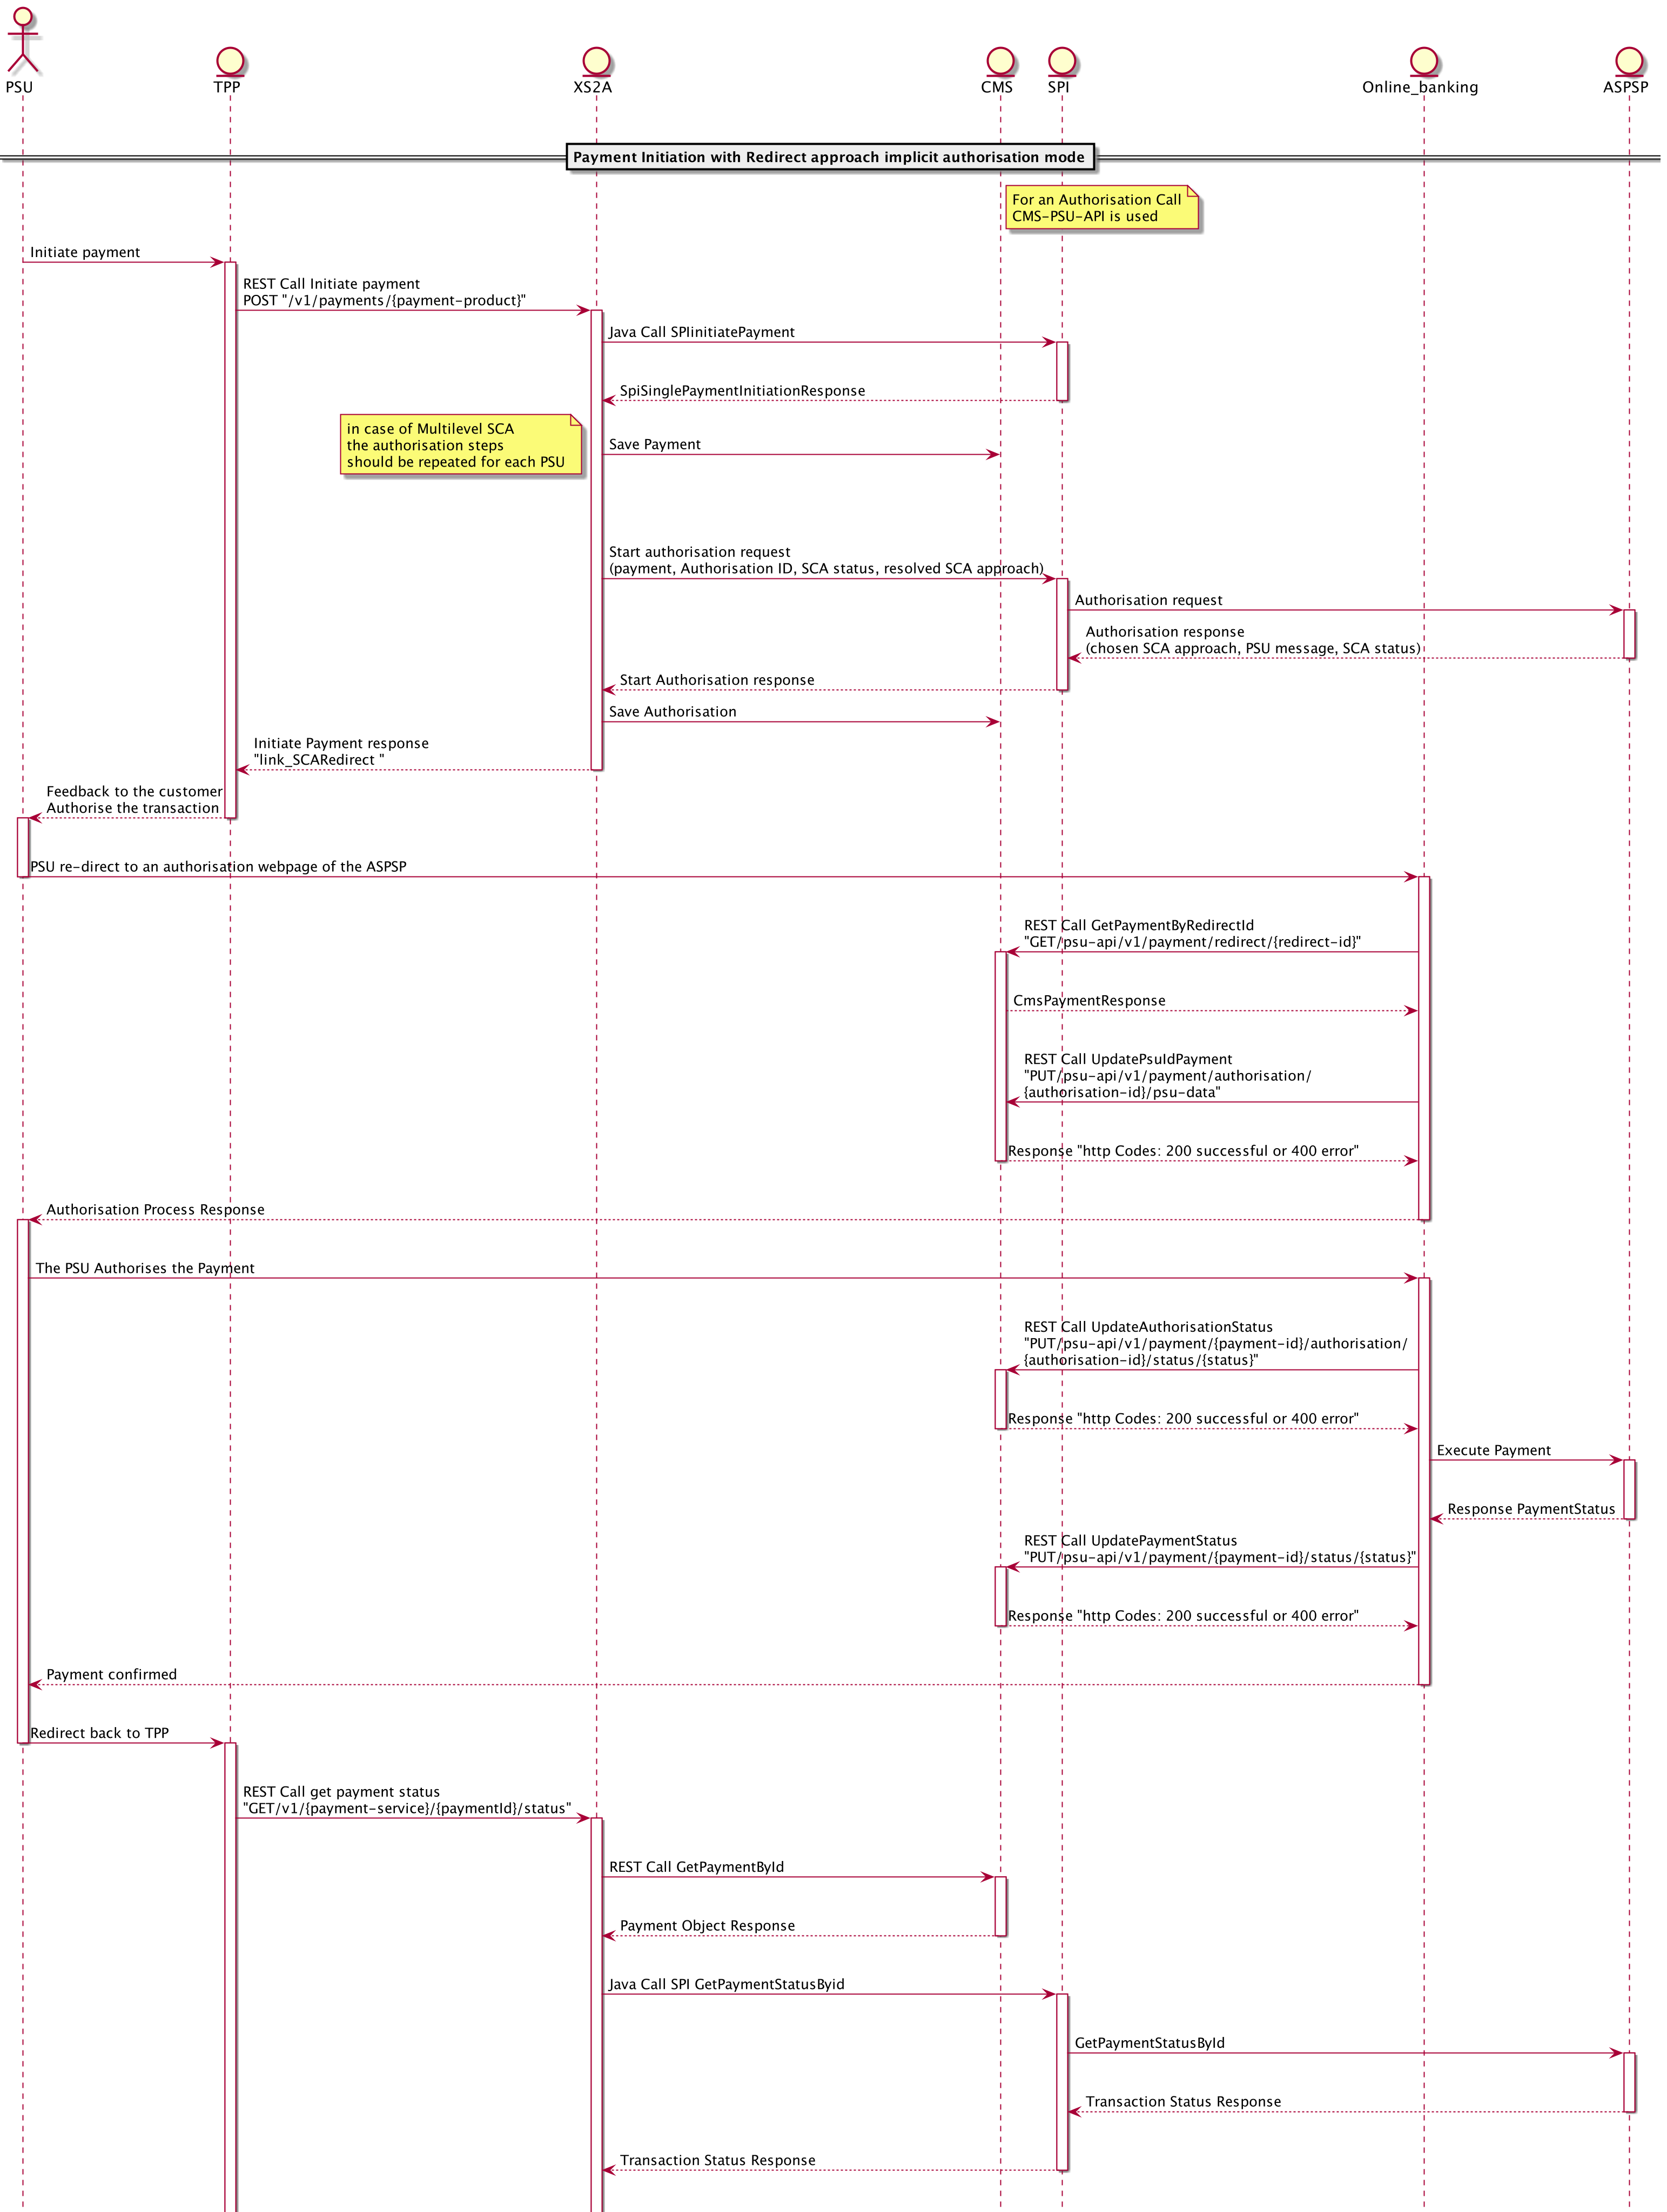 PSU
TPP
XS2A
CMS
SPI
Online_banking
ASPSP
Payment Initiation with Redirect approach implicit authorisation mode
For an Authorisation Call
CMS-PSU-API is used
Initiate payment
REST Call Initiate payment
POST "/v1/payments/{payment-product}"
Java Call SPIinitiatePayment
SpiSinglePaymentInitiationResponse
in case of Multilevel SCA
the authorisation steps
should be repeated for each PSU
Save Payment
Start authorisation request
(payment, Authorisation ID, SCA status, resolved SCA approach)
Authorisation request
Authorisation response
(chosen SCA approach, PSU message, SCA status)
Start Authorisation response
Save Authorisation
Initiate Payment response
"link_SCARedirect "
Feedback to the customer
Authorise the transaction
PSU re-direct to an authorisation webpage of the ASPSP
REST Call GetPaymentByRedirectId
"GET/psu-api/v1/payment/redirect/{redirect-id}"
CmsPaymentResponse
REST Call UpdatePsuIdPayment
"PUT/psu-api/v1/payment/authorisation/
{authorisation-id}/psu-data"
Response "http Codes: 200 successful or 400 error"
Authorisation Process Response
The PSU Authorises the Payment
REST Call UpdateAuthorisationStatus
"PUT/psu-api/v1/payment/{payment-id}/authorisation/
{authorisation-id}/status/{status}"
Response "http Codes: 200 successful or 400 error"
Execute Payment
Response PaymentStatus
REST Call UpdatePaymentStatus
"PUT/psu-api/v1/payment/{payment-id}/status/{status}"
Response "http Codes: 200 successful or 400 error"
Payment confirmed
Redirect back to TPP
REST Call get payment status
"GET/v1/{payment-service}/{paymentId}/status"
REST Call GetPaymentById
Payment Object Response
Java Call SPI GetPaymentStatusByid
GetPaymentStatusById
Transaction Status Response
Transaction Status Response